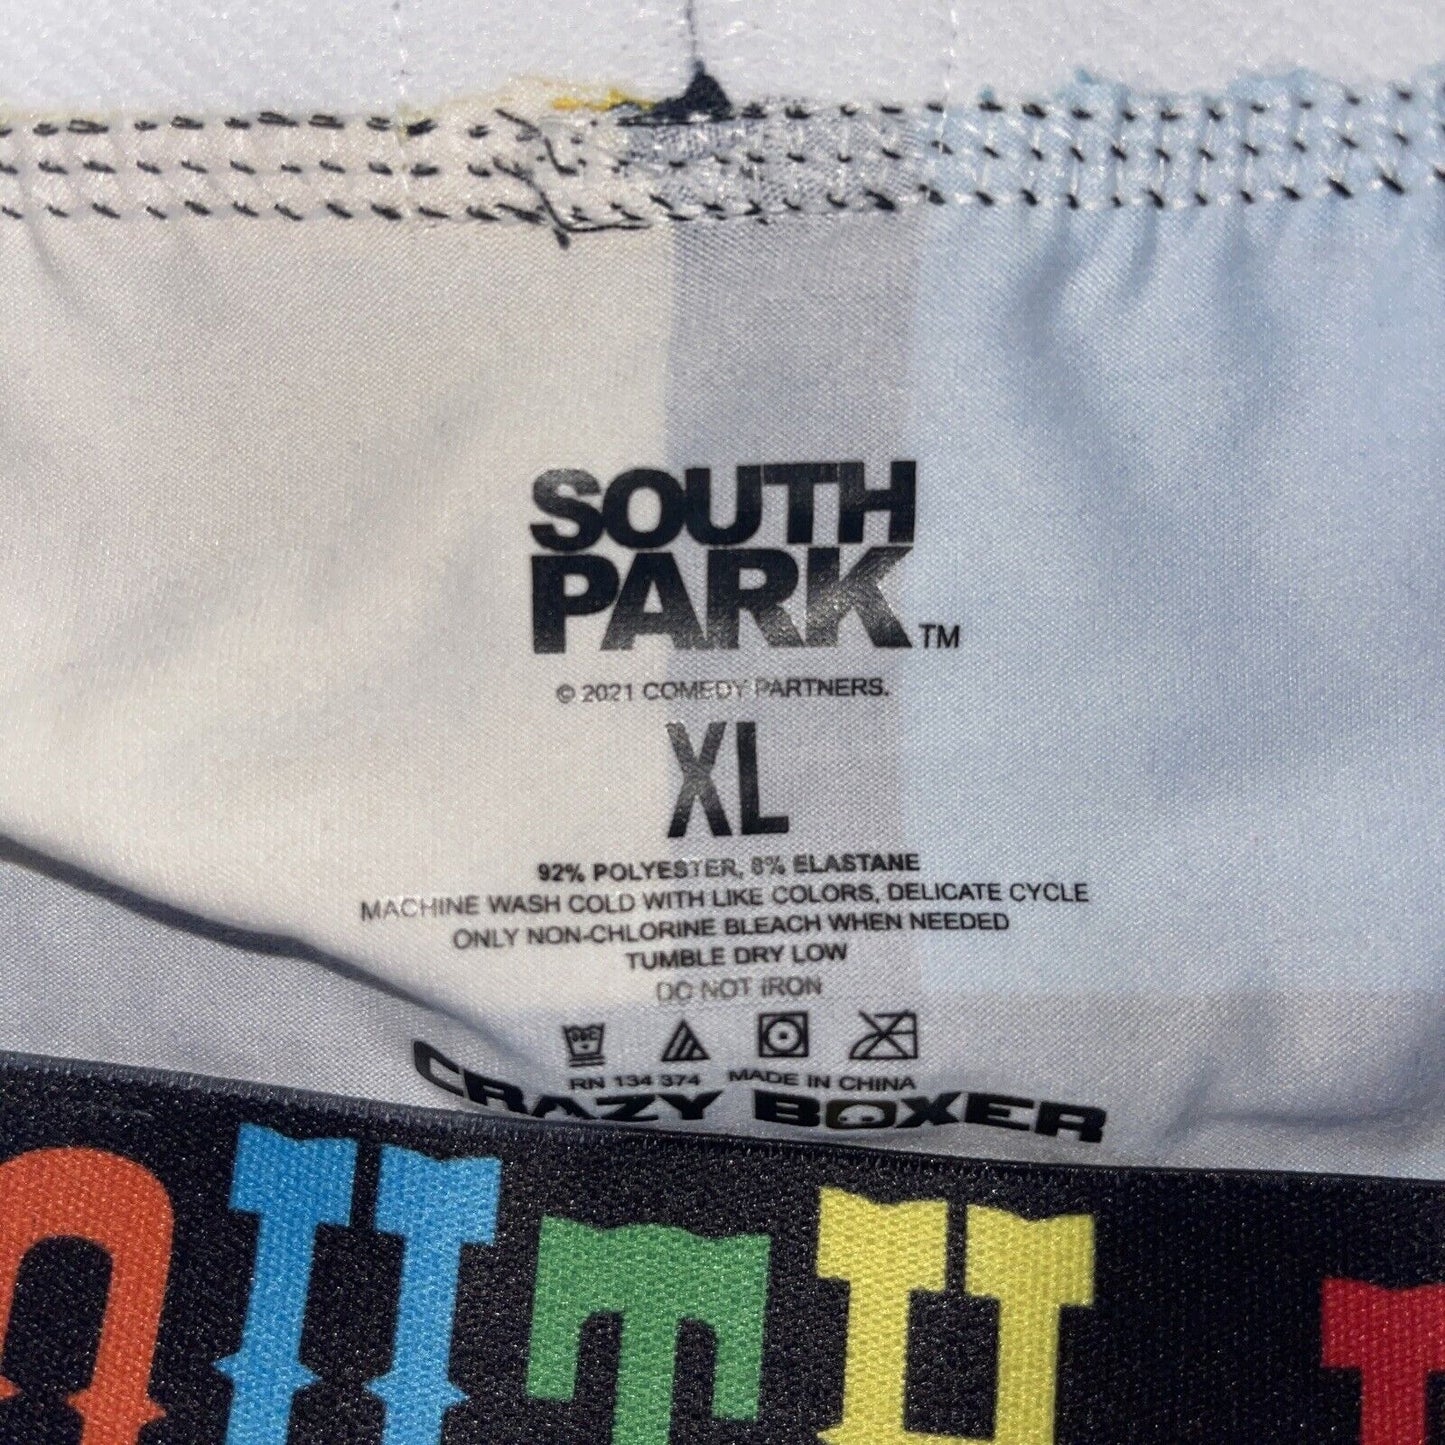 SOUTH
PARK™
© 2021 COMEDY PARTNERS.
XL
92% POLYESTER, 8% ELASTANE
MACHINE WASH COLD WITH LIKE COLORS, DELICATE CYCLE
ONLY NON-CHLORINE BLEACH WHEN NEEDED
TUMBLE DRY LOW
DO NOT IRON
RN 134 374 MADE IN CHINA
CRAZY BOXER
OUTH